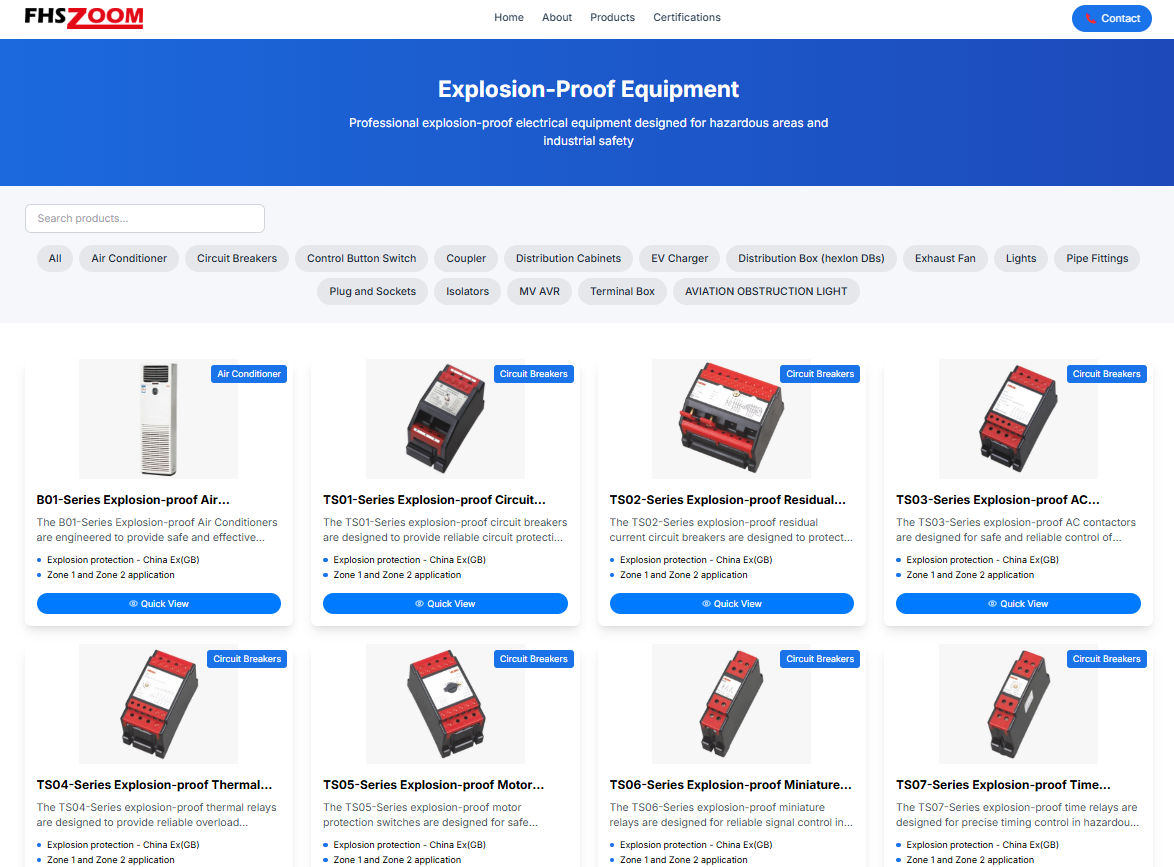 FHSZOOM
Home About Products Certifications
Contact
Explosion-Proof Equipment
Professional explosion-proof electrical equipment designed for hazardous areas and
industrial safety
Search products...
All Air Conditioner Circuit Breakers Control Button Switch Coupler Distribution Cabinets EV Charger Distribution Box (hexlon DBs) Exhaust Fan Lights Pipe Fittings
Plug and Sockets Isolators MV AVR Terminal Box AVIATION OBSTRUCTION LIGHT
Air Conditioner
B01-Series Explosion-proof Air...
The B01-Series Explosion-proof Air Conditioners
are engineered to provide safe and effective...
Explosion protection - China Ex(GB)
Zone 1 and Zone 2 application
Quick View
Circuit Breakers
TS01-Series Explosion-proof Circuit...
The TS01-Series explosion-proof circuit breakers
are designed to provide reliable circuit protecti...
Explosion protection - China Ex(GB)
Zone 1 and Zone 2 application
Quick View
Circuit Breakers
TS02-Series Explosion-proof Residual...
The TS02-Series explosion-proof residual
current circuit breakers are designed to protect...
Explosion protection - China Ex(GB)
Zone 1 and Zone 2 application
Quick View
Circuit Breakers
TS03-Series Explosion-proof AC...
The TS03-Series explosion-proof AC contactors
are designed for safe and reliable control of...
Explosion protection - China Ex(GB)
Zone 1 and Zone 2 application
Quick View
Circuit Breakers
TS04-Series Explosion-proof Thermal...
The TS04-Series explosion-proof thermal relays
are designed to provide reliable overload...
Explosion protection - China Ex(GB)
Zone 1 and Zone 2 application
Circuit Breakers
TS05-Series Explosion-proof Motor...
The TS05-Series explosion-proof motor
protection switches are designed for safe...
Explosion protection - China Ex(GB)
Zone 1 and Zone 2 application
Circuit Breakers
TS06-Series Explosion-proof Miniature...
The TS06-Series explosion-proof miniature
relays are designed for reliable signal control in...
Explosion protection - China Ex(GB)
Zone 1 and Zone 2 application
Circuit Breakers
TS07-Series Explosion-proof Time...
The TS07-Series explosion-proof time relays are
designed for precise timing control in hazardou...
Explosion protection - China Ex(GB)
Zone 1 and Zone 2 application